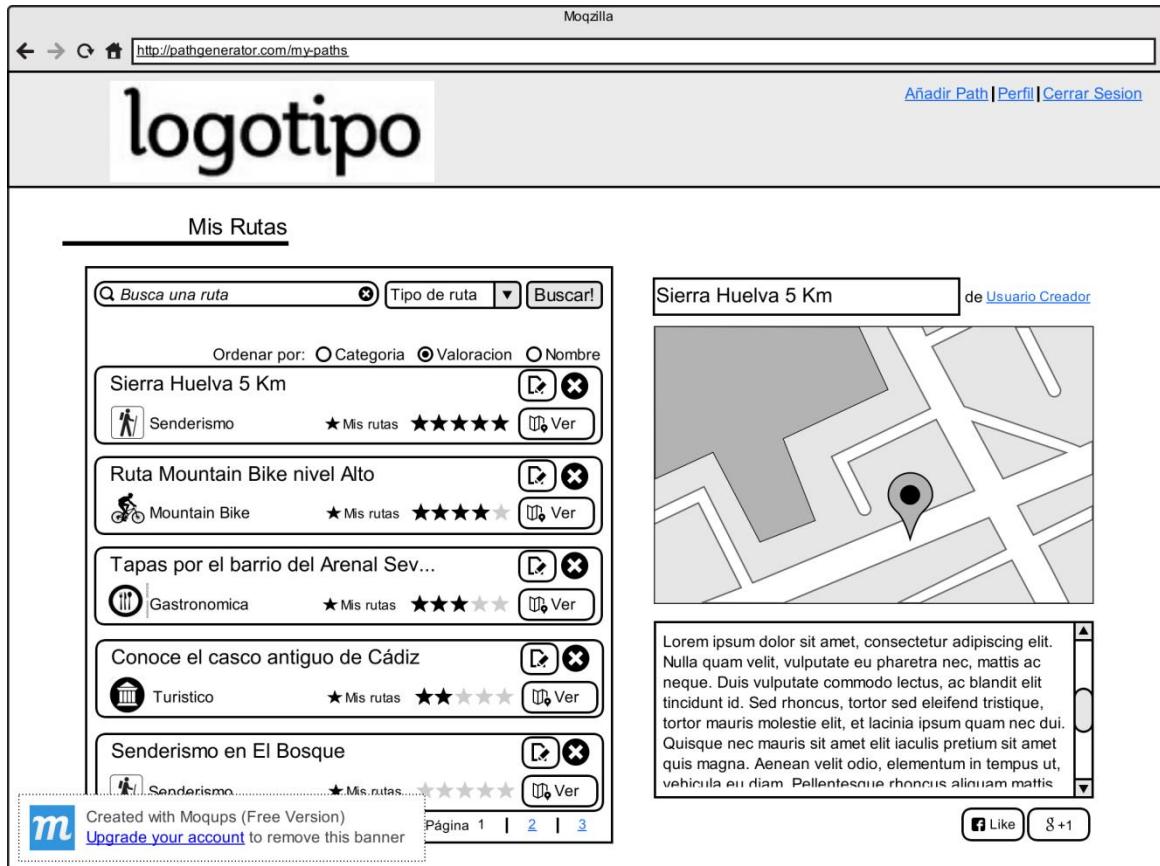 Moqzilla
http://pathgenerator.com/my-paths
logotipo
Añadir Path | Perfil | Cerrar Sesion
Mis Rutas
Busca una ruta
Tipo de ruta
Buscar!
Ordenar por: Categoria Valoracion Nombre
Sierra Huelva 5 Km
Senderismo Mis rutas Ver
Ruta Mountain Bike nivel Alto
Mountain Bike Mis rutas Ver
Tapas por el barrio del Arenal Sev...
Gastronomica Mis rutas Ver
Conoce el casco antiguo de Cádiz
Turistico Mis rutas Ver
Senderismo en El Bosque
Senderismo Mis rutas Ver
Página 1 | 2 | 3
Sierra Huelva 5 Km de Usuario Creador
Lorem ipsum dolor sit amet, consectetur adipiscing elit.
Nulla quam velit, vulputate eu pharetra nec, mattis ac
neque. Duis vulputate commodo lectus, ac blandit elit
tincidunt id. Sed rhoncus, tortor sed eleifend tristique,
tortor mauris molestie elit, et lacinia ipsum quam nec dui.
Quisque nec mauris sit amet elit iaculis pretium sit amet
quis magna. Aenean velit odio, elementum in tempus ut,
vehicula eu diam. Pellentesque rhoncus aliquam mattis
Like
g +1
m
Created with Moqups (Free Version)
Upgrade your account to remove this banner